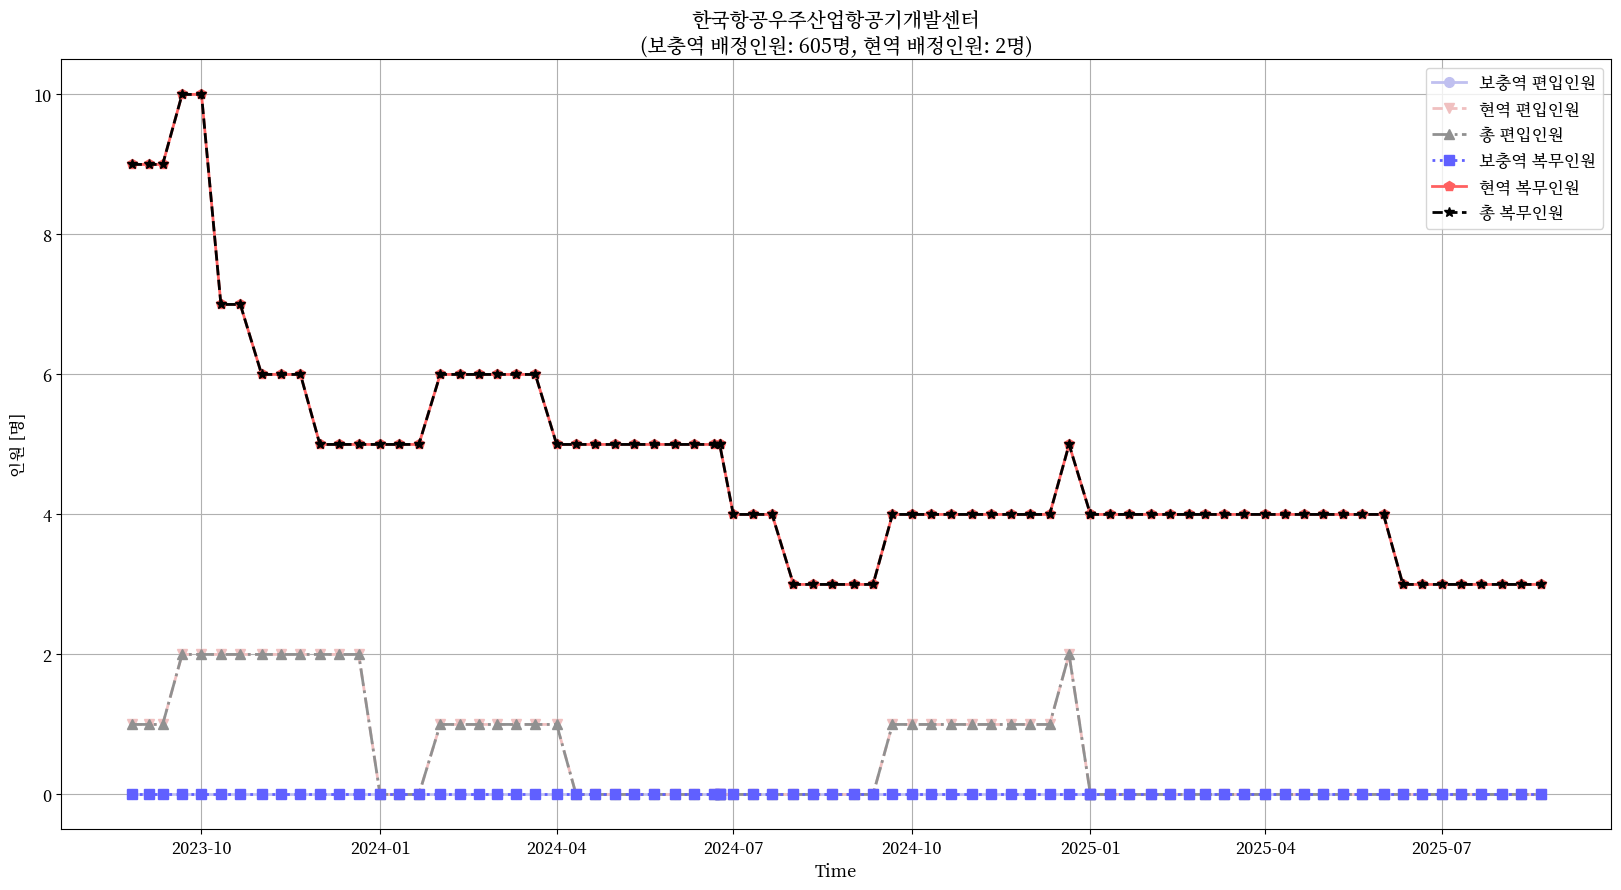 한국항공우주산업항공기개발센터
(보충역 배정인원: 605명, 현역 배정인원: 2명)
10
8
6
4
2
0
인원 [명]
보충역 편입인원
현역 편입인원
총 편입인원
보충역 복무인원
현역 복무인원
총 복무인원
2023-10
2024-01
2024-04
2024-07
2024-10
2025-01
2025-04
2025-07
Time